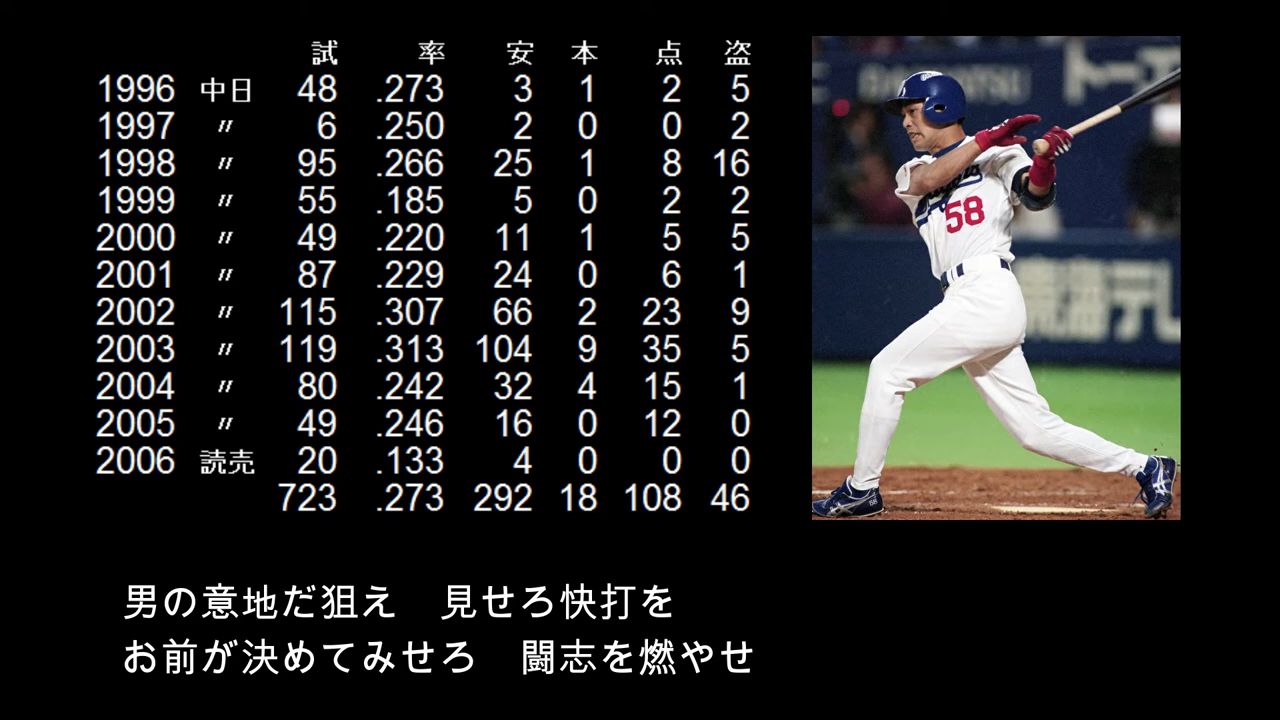 試 率 安 本 点 盗
1996 中日 48 .273 3 1 2 5
1997 〃 6 .250 2 0 0 2
1998 〃 95 .266 25 1 8 16
1999 〃 55 .185 5 0 2 2
2000 〃 49 .220 11 1 5 5
2001 〃 87 .229 24 0 6 1
2002 〃 115 .307 66 2 23 9
2003 〃 119 .313 104 9 35 5
2004 〃 80 .242 32 4 15 1
2005 〃 49 .246 16 0 12 0
2006 読売 20 .133 4 0 0 0
723 .273 292 18 108 46
58
東海テレ
男の意地だ狙え 見せろ快打を
お前が決めてみせろ 闘志を燃やせ